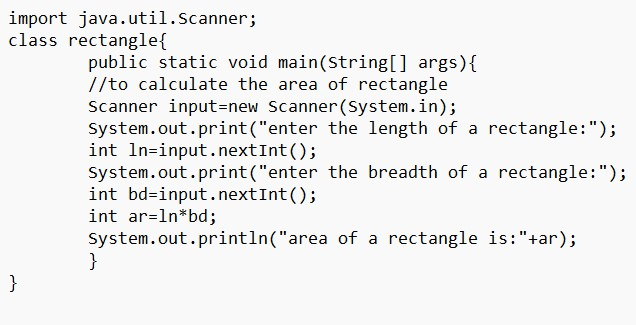 import java.util.Scanner;
class rectangle{
        public static void main(String[] args){
        //to calculate the area of rectangle
        Scanner input=new Scanner(System.in);
        System.out.print("enter the length of a rectangle:");
        int ln=input.nextInt();
        System.out.print("enter the breadth of a rectangle:");
        int bd=input.nextInt();
        int ar=ln*bd;
        System.out.println("area of a rectangle is:"+ar);
        }
}